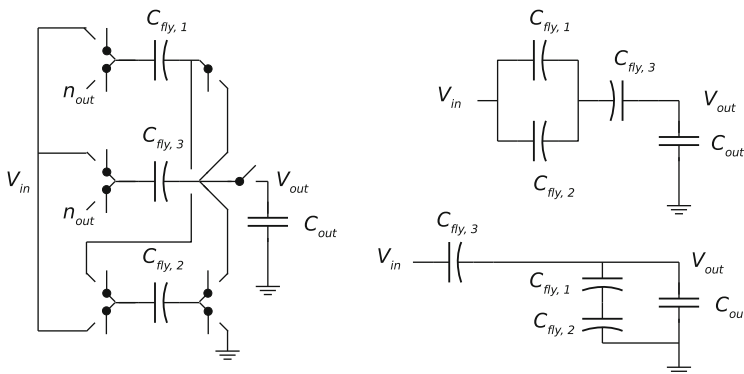 C_fly, 1
n_out
C_fly, 3
V_in
n_out
V_out
C_out
C_fly, 2
C_fly, 1
C_fly, 3
V_in
V_out
C_out
C_fly, 2
C_fly, 3
V_in
V_out
C_fly, 1
C_ou
C_fly, 2